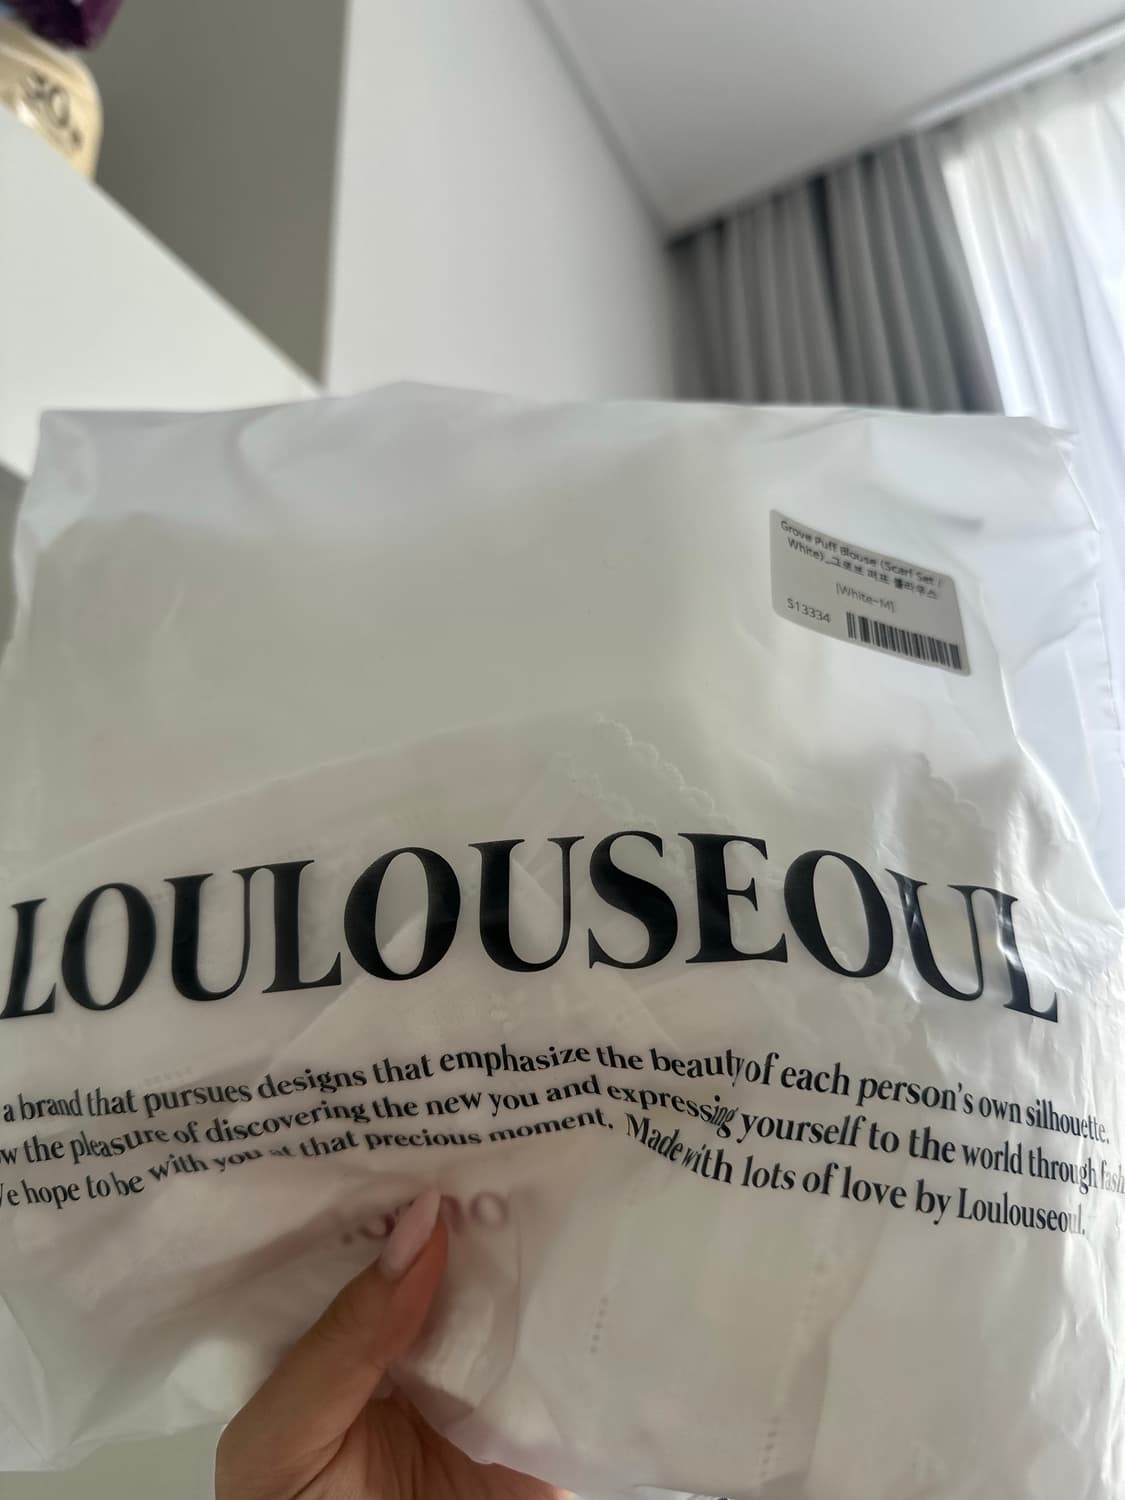 30.
Grove Puff Blouse (Scarf Set /
White)_그로브 퍼프 블라우스
[White-M]
S13334
LOULOUSEOUL
a brand that pursues designs that emphasize the beauty of each person's own silhouette.
the pleasure of discovering the new you and expressing yourself to the world through
hope to be with you at that precious moment. Made with lots of love by Loulouseoul.